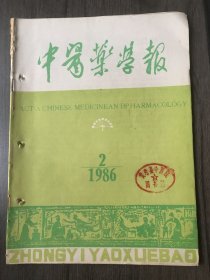 中医药学报
ACTA CHINESE MEDICINE AND PHARMACOLOGY
2
1986
ZHONGYIYAOXUEBAO